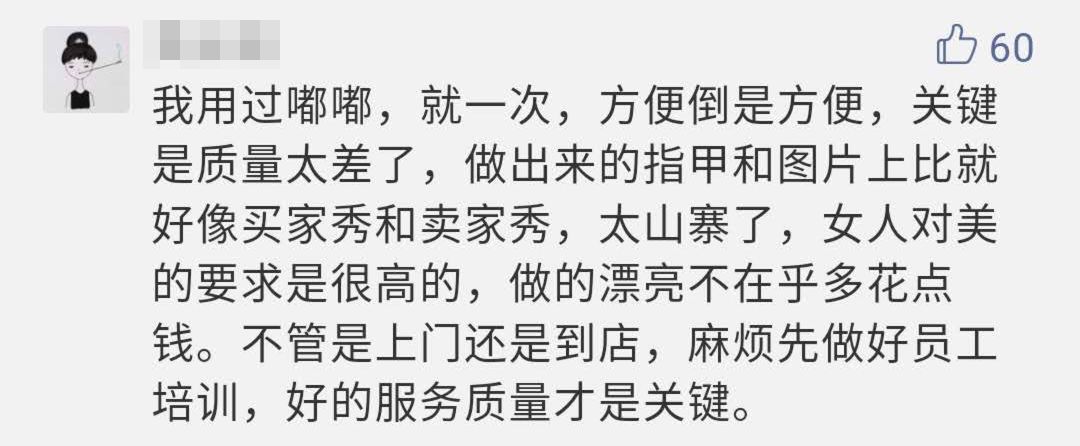 60
我用过嘟嘟，就一次，方便倒是方便，关键
是质量太差了，做出来的指甲和图片上比就
好像买家秀和卖家秀，太山寨了，女人对美
的要求是很高的，做的漂亮不在乎多花点
钱。不管是上门还是到店，麻烦先做好员工
培训，好的服务质量才是关键。